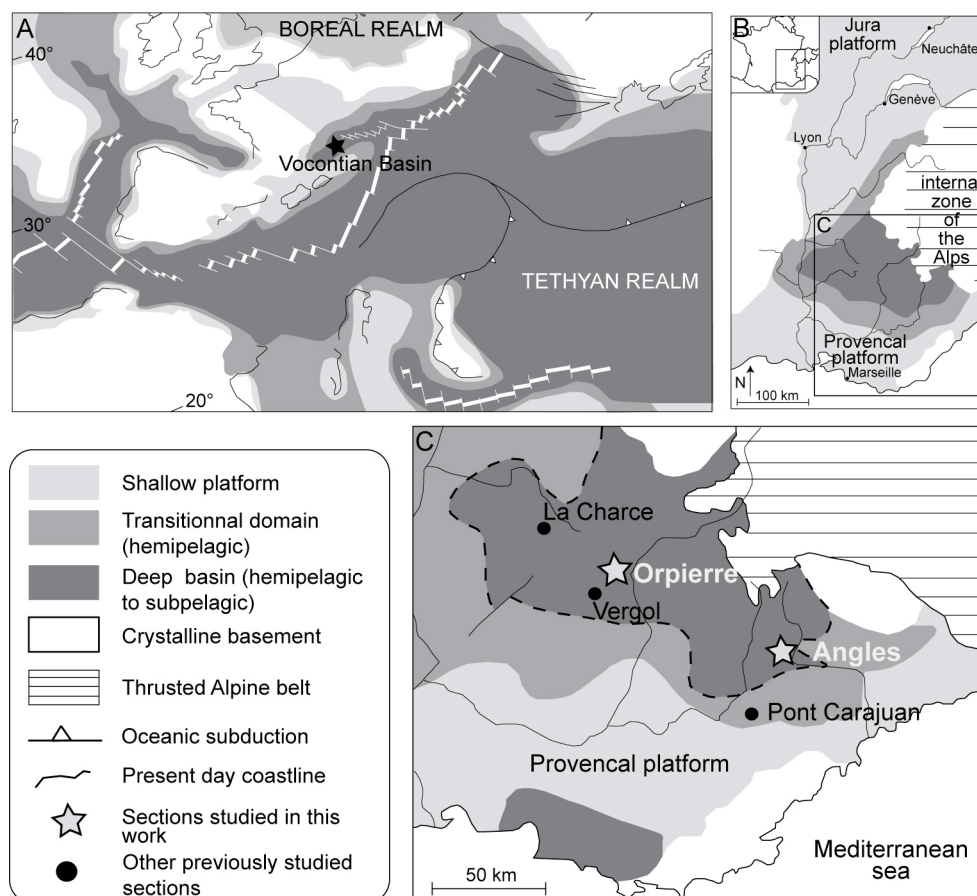 A
40°
BOREAL REALM
Vocontian Basin
30°
TETHYAN REALM
20°
B
Jura
platform
Neuchâte
Genève
Lyon
interna
zone
of
the
Alps
C
Provencal
platform
Marseille
N
100 km
Shallow platform
Transitionnal domain
(hemipelagic)
Deep basin (hemipelagic
to subpelagic)
Crystalline basement
Thrusted Alpine belt
Oceanic subduction
Present day coastline
Sections studied in this
work
Other previously studied
sections
C
La Charce
Orpierre
Vergol
Angles
Pont Carajuan
Provencal platform
Mediterranean
sea
50 km